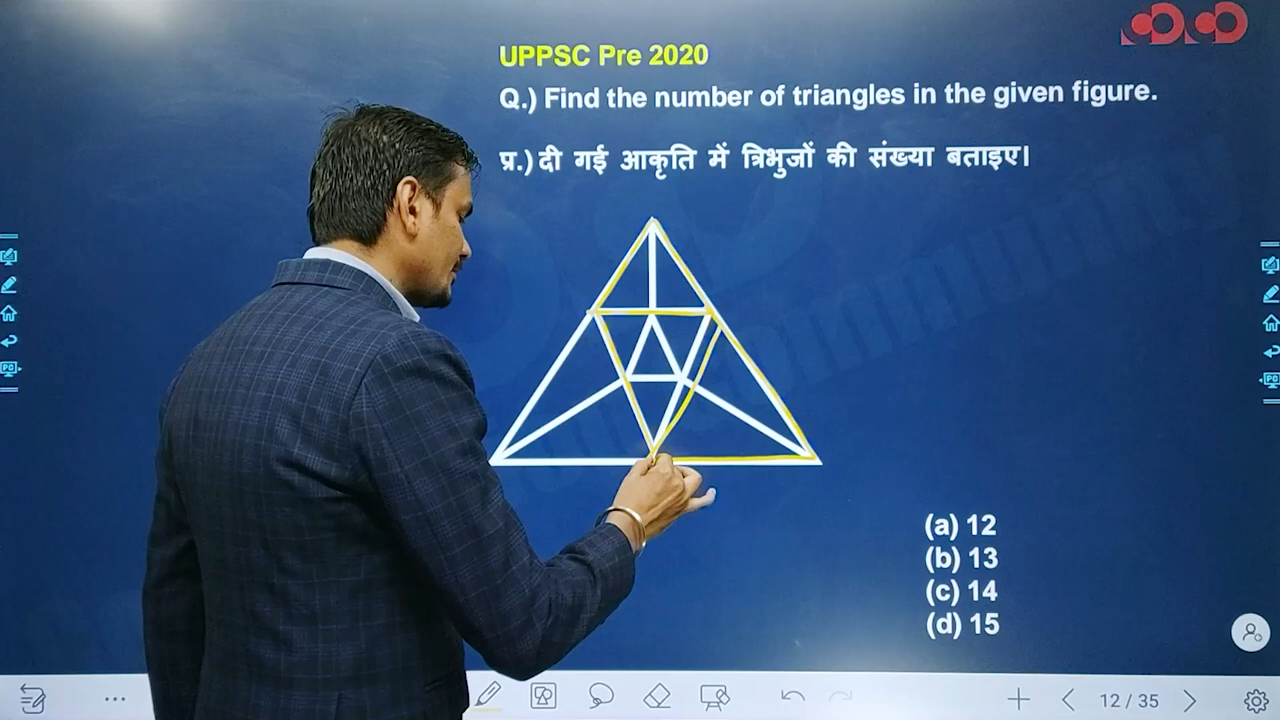 UPPSC Pre 2020
Q.) Find the number of triangles in the given figure.
प्र.) दी गई आकृति में त्रिभुजों की संख्या बताइए।
(a) 12
(b) 13
(c) 14
(d) 15
12 / 35